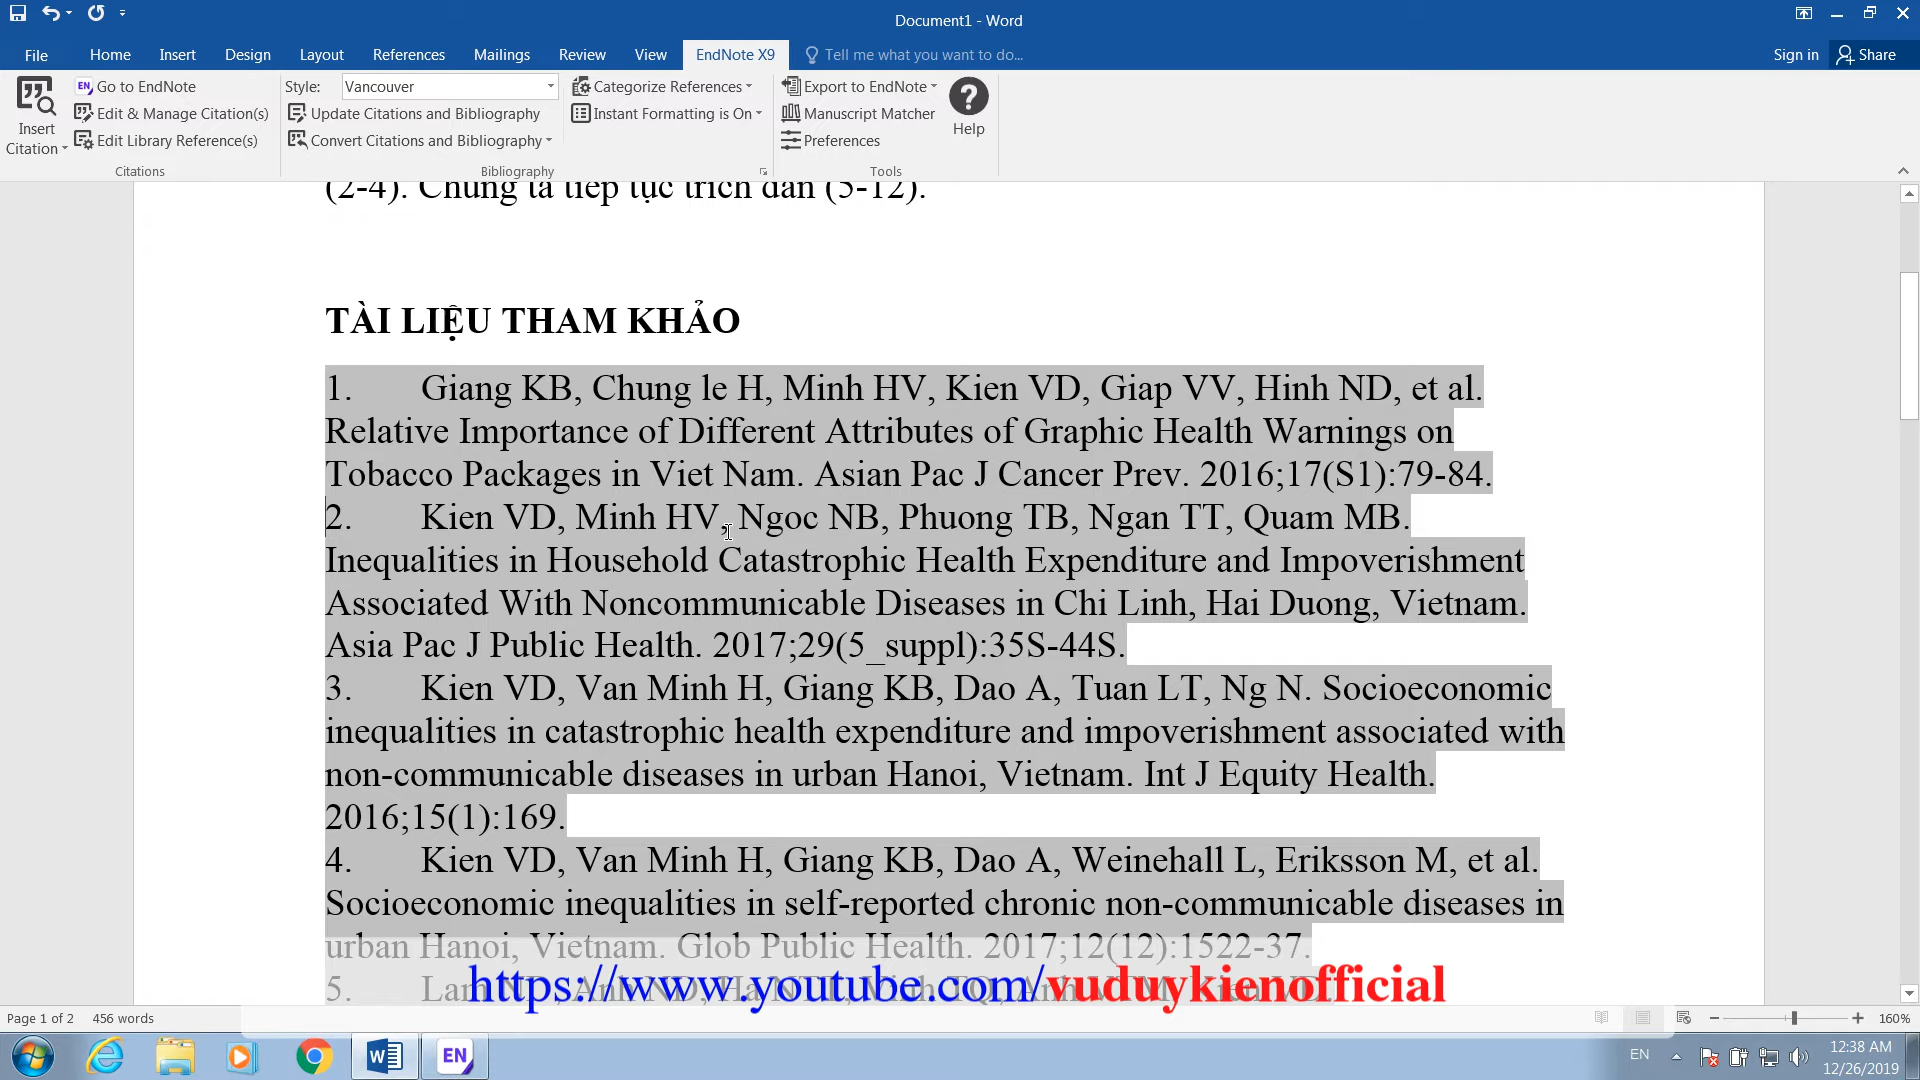 Document1 - Word
File Home Insert Design Layout References Mailings Review View EndNote X9 Tell me what you want to do... Sign in Share
Insert Citation
Go to EndNote
Edit & Manage Citation(s)
Edit Library Reference(s)
Citations
Style: Vancouver
Update Citations and Bibliography
Convert Citations and Bibliography
Bibliography
Categorize References
Instant Formatting is On
Export to EndNote
Manuscript Matcher
Preferences
Tools
Help
(2-4). Chúng ta tiếp tục trích dẫn (5-12).
TÀI LIỆU THAM KHẢO
1. Giang KB, Chung le H, Minh HV, Kien VD, Giap VV, Hinh ND, et al.
Relative Importance of Different Attributes of Graphic Health Warnings on
Tobacco Packages in Viet Nam. Asian Pac J Cancer Prev. 2016;17(S1):79-84.
2. Kien VD, Minh HV, Ngoc NB, Phuong TB, Ngan TT, Quam MB.
Inequalities in Household Catastrophic Health Expenditure and Impoverishment
Associated With Noncommunicable Diseases in Chi Linh, Hai Duong, Vietnam.
Asia Pac J Public Health. 2017;29(5_suppl):35S-44S.
3. Kien VD, Van Minh H, Giang KB, Dao A, Tuan LT, Ng N. Socioeconomic
inequalities in catastrophic health expenditure and impoverishment associated with
non-communicable diseases in urban Hanoi, Vietnam. Int J Equity Health.
2016;15(1):169.
4. Kien VD, Van Minh H, Giang KB, Dao A, Weinehall L, Eriksson M, et al.
Socioeconomic inequalities in self-reported chronic non-communicable diseases in
urban Hanoi, Vietnam. Glob Public Health. 2017;12(12):1522-37.
5.
https://www.youtube.com/vuduykienofficial
Page 1 of 2 456 words 160%
EN
12:38 AM
12/26/2019